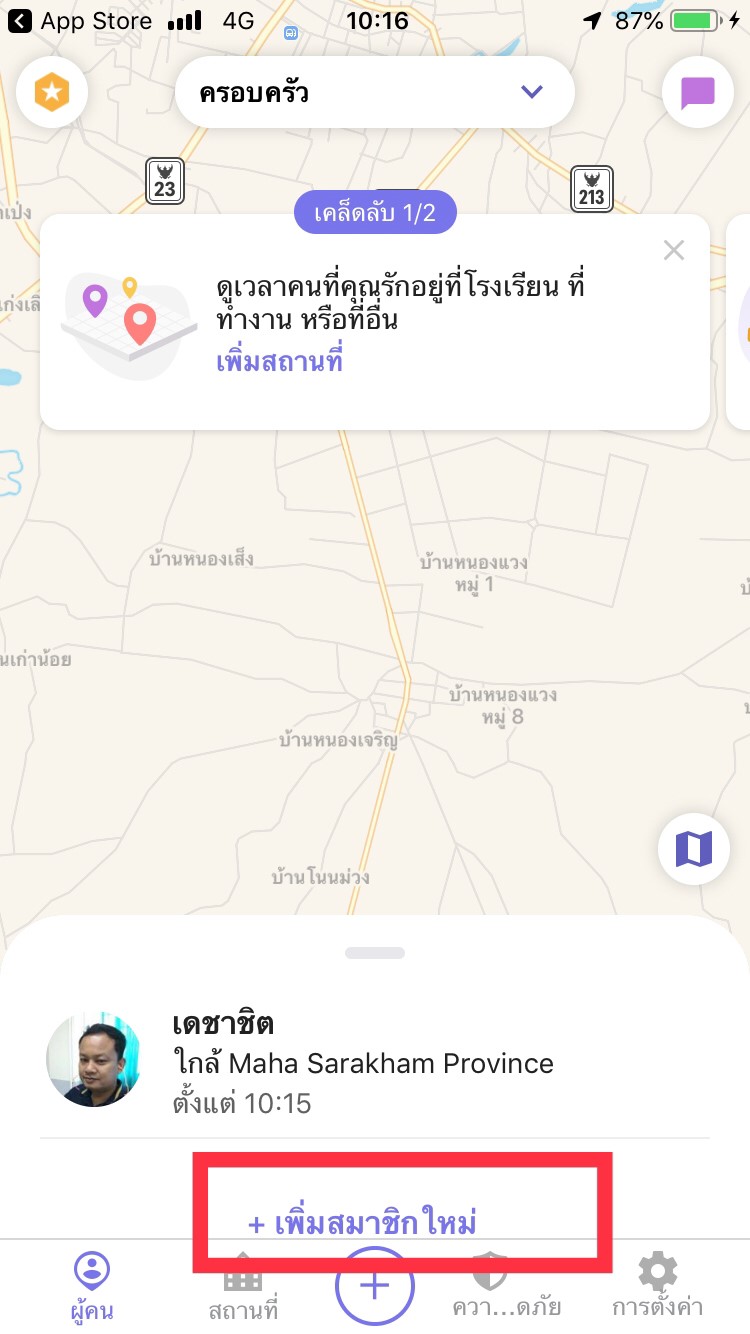 App Store 4G 10:16 87%
ครอบครัว
23
213
เคล็ดลับ 1/2
ดูเวลาคนที่คุณรักอยู่ที่โรงเรียน ที่
ทำงาน หรือที่อื่น
เพิ่มสถานที่
บ้านหนองเส็ง
บ้านหนองแวง
หมู่ 1
นเก่าน้อย
บ้านหนองแวง
หมู่ 8
บ้านหนองเจริญ
บ้านโนนม่วง
เดชาชิต
ใกล้ Maha Sarakham Province
ตั้งแต่ 10:15
+ เพิ่มสมาชิกใหม่
ผู้คน สถานที่ ควา...ดภัย การตั้งค่า